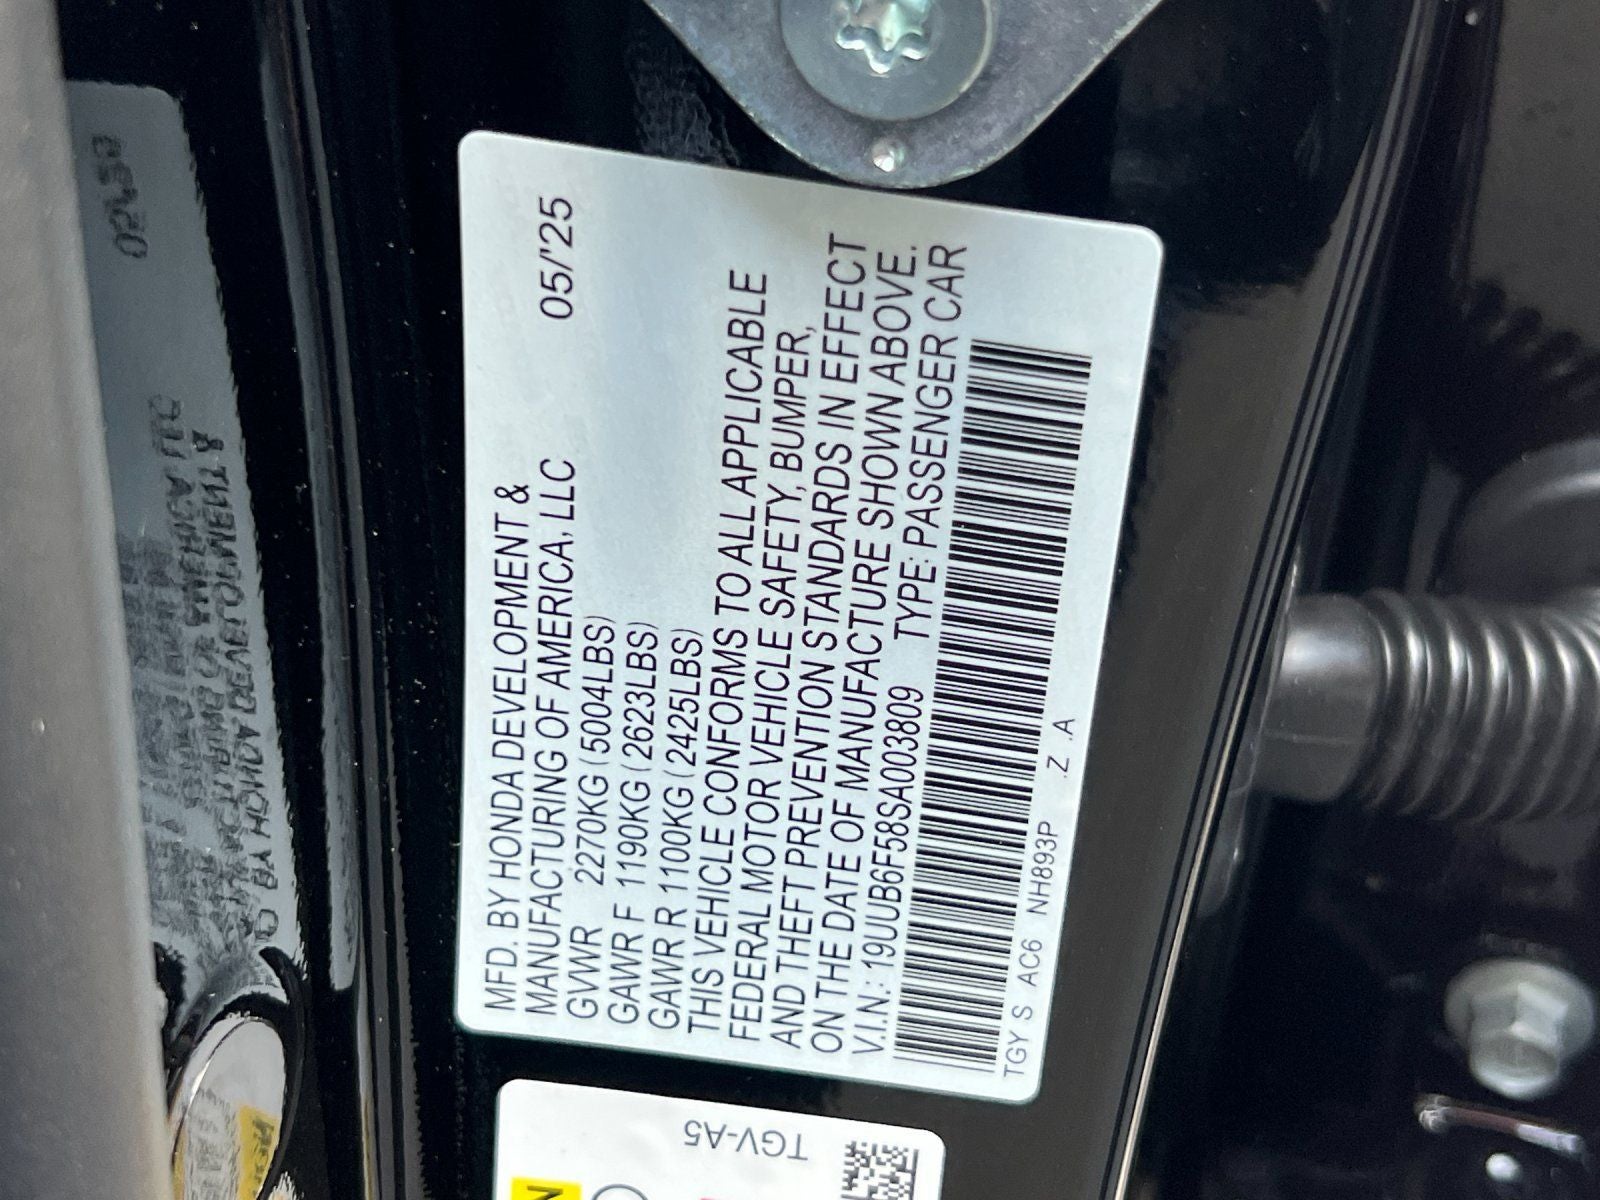 MFD. BY HONDA DEVELOPMENT &
MANUFACTURING OF AMERICA, LLC 05/'25
GVWR 2270KG (5004LBS)
GAWR F 1190KG (2623LBS)
GAWR R 1100KG (2425LBS)
THIS VEHICLE CONFORMS TO ALL APPLICABLE
FEDERAL MOTOR VEHICLE SAFETY, BUMPER,
AND THEFT PREVENTION STANDARDS IN EFFECT
ON THE DATE OF MANUFACTURE SHOWN ABOVE.
V.I.N.: 19UUB6F58SA003809 TYPE: PASSENGER CAR
TGY S AC6 NH893P .Z .A
TGV-A5